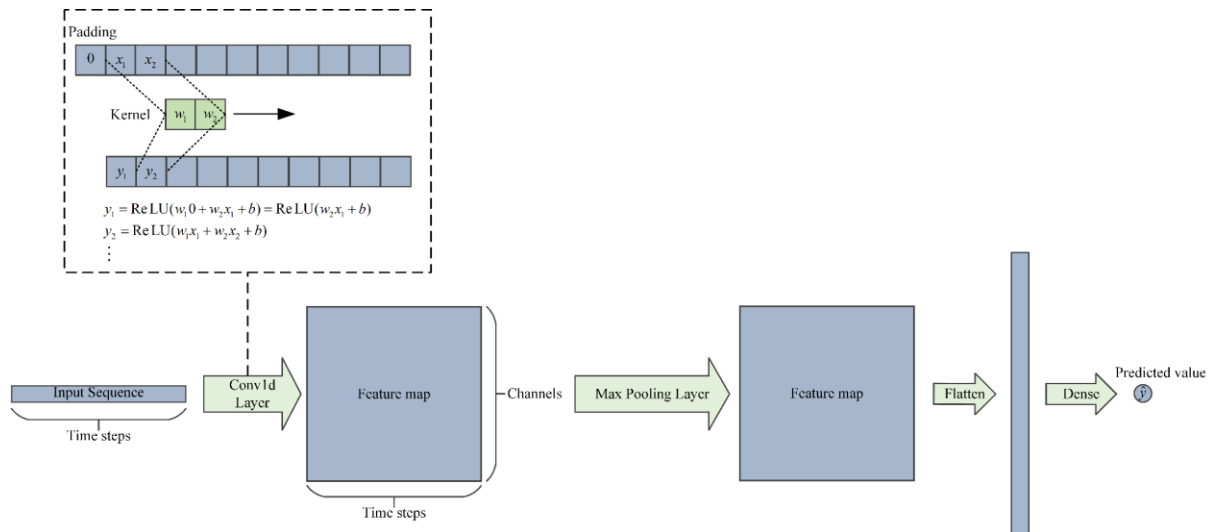 Padding
0 x₁ x₂
Kernel w₁ w₂
y₁ y₂
y₁ = ReLU(w₁0 + w₂x₁ + b) = ReLU(w₂x₁ + b)
y₂ = ReLU(w₁x₁ + w₂x₂ + b)
⋮
Input Sequence
Time steps
Conv1d
Layer
Feature map
Channels
Time steps
Max Pooling Layer
Feature map
Flatten
Dense
Predicted value
ŷ